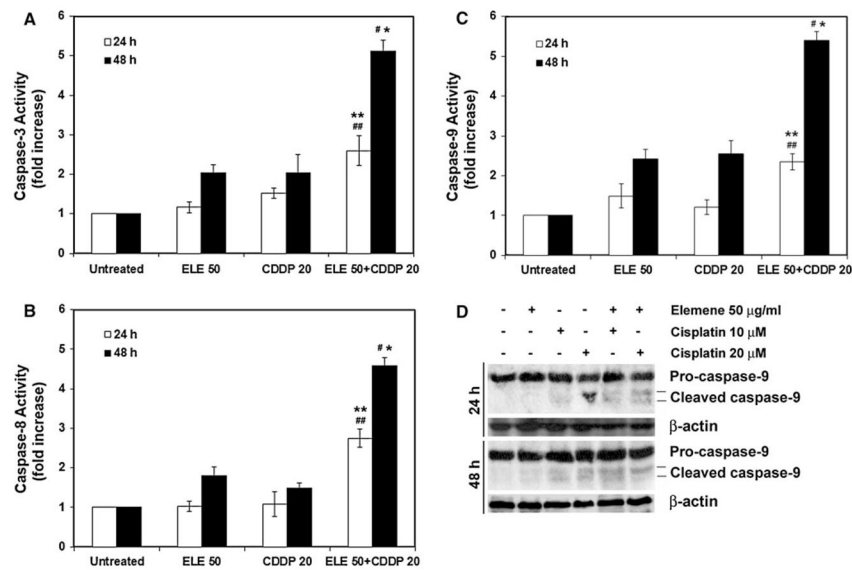 A
6
5
4
3
2
1
0
Caspase-3 Activity
(fold increase)
24 h
48 h
**
##
# *
Untreated ELE 50 CDDP 20 ELE 50+CDDP 20
B
6
5
4
3
2
1
0
Caspase-8 Activity
(fold increase)
24 h
48 h
**
##
# *
Untreated ELE 50 CDDP 20 ELE 50+CDDP 20
C
6
5
4
3
2
1
0
Caspase-9 Activity
(fold increase)
24 h
48 h
**
##
# *
Untreated ELE 50 CDDP 20 ELE 50+CDDP 20
D
- + - - + + Elemene 50 μg/ml
- - + - + - Cisplatin 10 μM
- - - + - + Cisplatin 20 μM
24 h
Pro-caspase-9
Cleaved caspase-9
β-actin
48 h
Pro-caspase-9
Cleaved caspase-9
β-actin